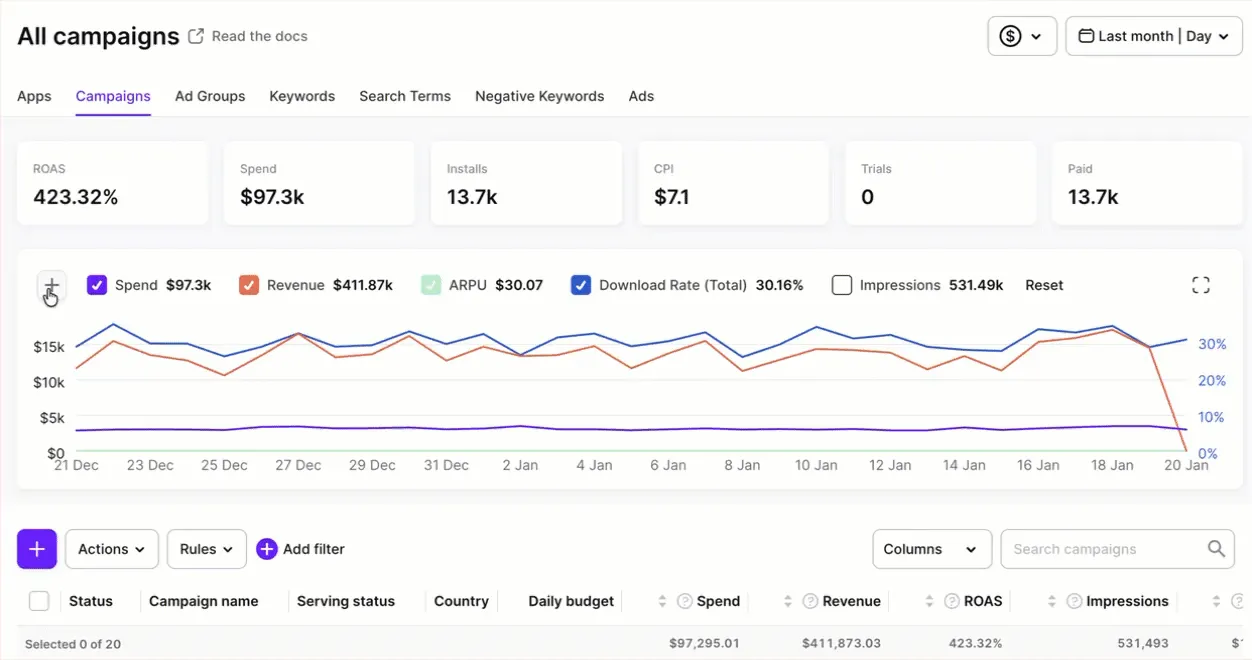 All campaigns Read the docs
Last month | Day
Apps Campaigns Ad Groups Keywords Search Terms Negative Keywords Ads
ROAS Spend Installs CPI Trials Paid
423.32% $97.3k 13.7k $7.1 0 13.7k
Spend $97.3k Revenue $411.87k ARPU $30.07 Download Rate (Total) 30.16% Impressions 531.49k Reset
$15k 30%
$10k 20%
$5k 10%
$0 0%
21 Dec 23 Dec 25 Dec 27 Dec 29 Dec 31 Dec 2 Jan 4 Jan 6 Jan 8 Jan 10 Jan 12 Jan 14 Jan 16 Jan 18 Jan 20 Jan
+ Actions Rules + Add filter Columns Search campaigns
Status Campaign name Serving status Country Daily budget Spend Revenue ROAS Impressions
Selected 0 of 20 $97,295.01 $411,873.03 423.32% 531,493